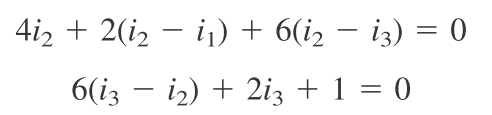 4i₂ + 2(i₂ − i₁) + 6(i₂ − i₃) = 0
6(i₃ − i₂) + 2i₃ + 1 = 0